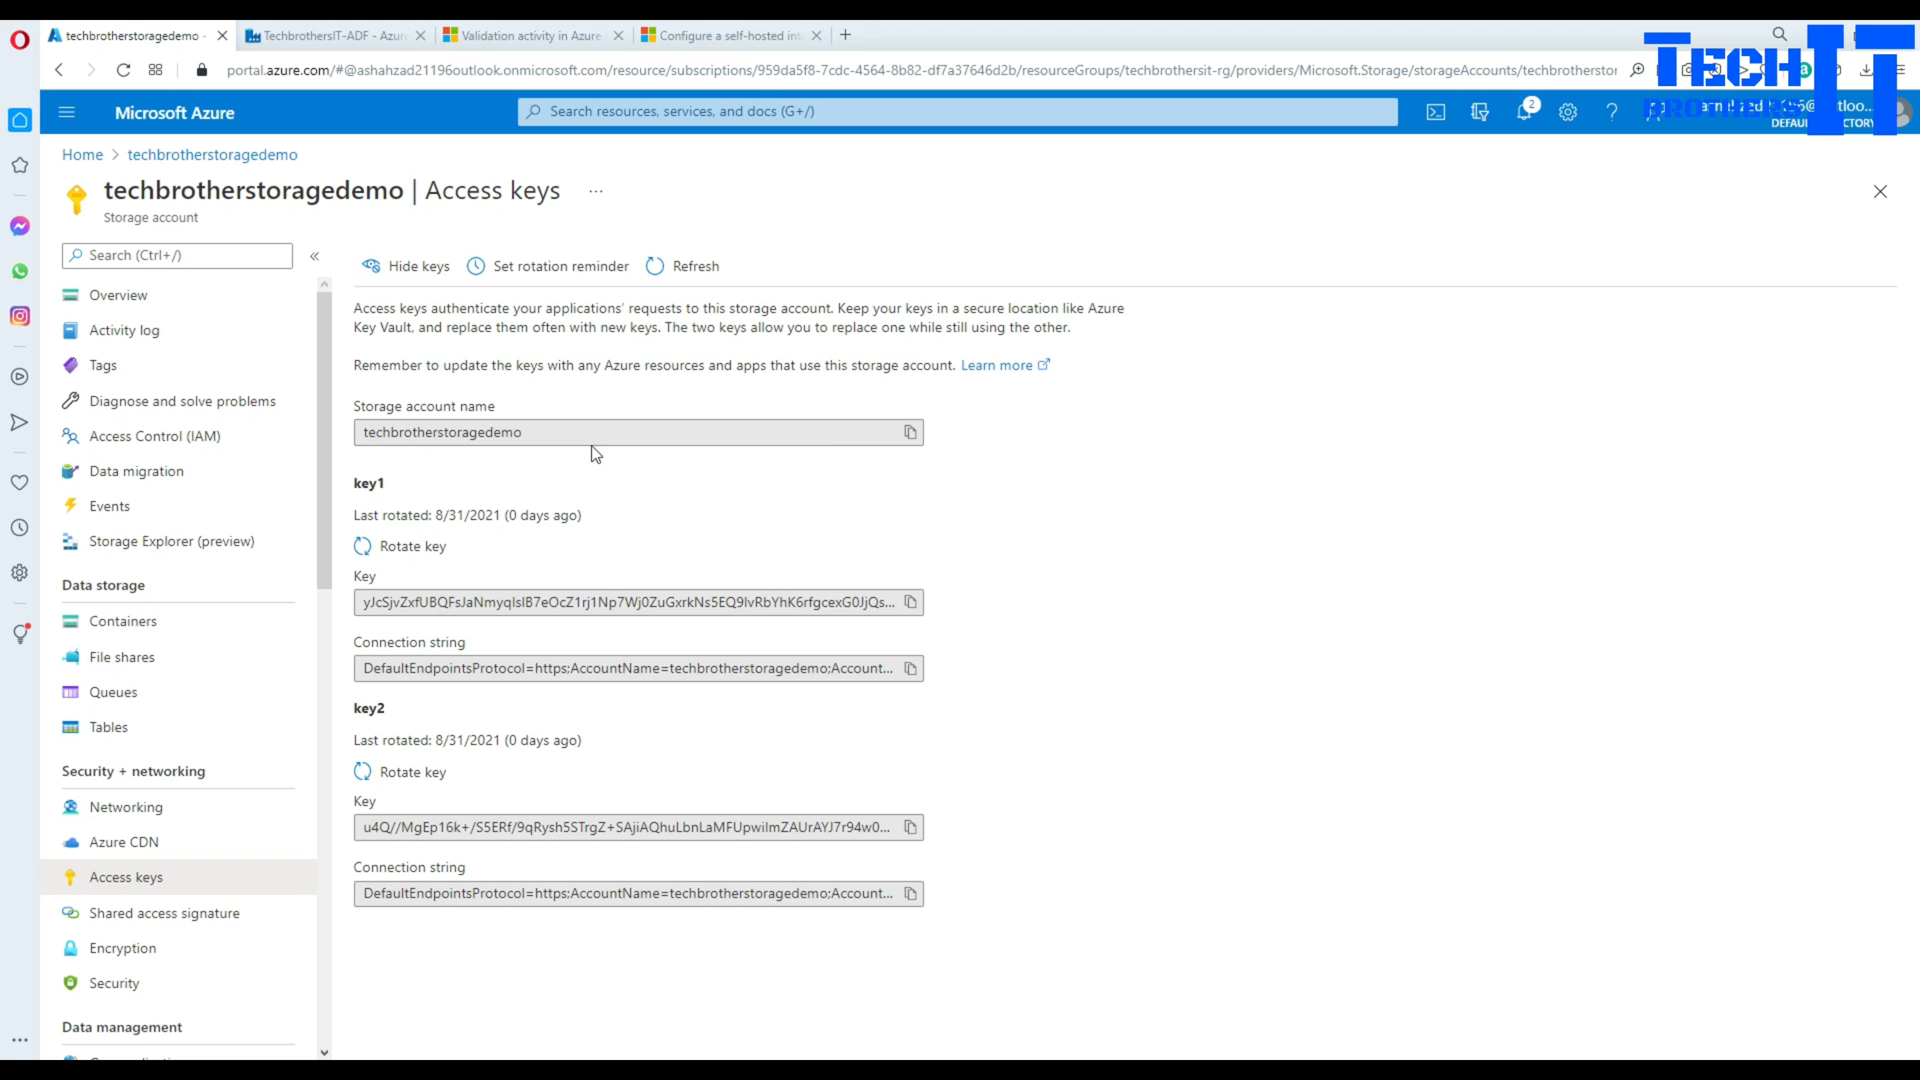 techbrotherstoragedemo -
TechbrothersIT-ADF - Azur
Validation activity in Azure
Configure a self-hosted int
portal.azure.com/#@ashahzad21196outlook.onmicrosoft.com/resource/subscriptions/959da5f8-7cdc-4564-8b82-df7a37646d2b/resourceGroups/techbrothersit-rg/providers/Microsoft.Storage/storageAccounts/techbrotherstor
TECH IT
BROTHERS
Microsoft Azure
Search resources, services, and docs (G+/)
2
Home > techbrotherstoragedemo
techbrotherstoragedemo | Access keys ...
Storage account
Search (Ctrl+/)
«
Overview
Activity log
Tags
Diagnose and solve problems
Access Control (IAM)
Data migration
Events
Storage Explorer (preview)
Data storage
Containers
File shares
Queues
Tables
Security + networking
Networking
Azure CDN
Access keys
Shared access signature
Encryption
Security
Data management
Hide keys
Set rotation reminder
Refresh
Access keys authenticate your applications' requests to this storage account. Keep your keys in a secure location like Azure
Key Vault, and replace them often with new keys. The two keys allow you to replace one while still using the other.
Remember to update the keys with any Azure resources and apps that use this storage account. Learn more
Storage account name
techbrotherstoragedemo
key1
Last rotated: 8/31/2021 (0 days ago)
Rotate key
Key
Connection string
DefaultEndpointsProtocol=https;AccountName=techbrotherstoragedemo;Account...
key2
Last rotated: 8/31/2021 (0 days ago)
Rotate key
Key
Connection string
DefaultEndpointsProtocol=https;AccountName=techbrotherstoragedemo;Account...